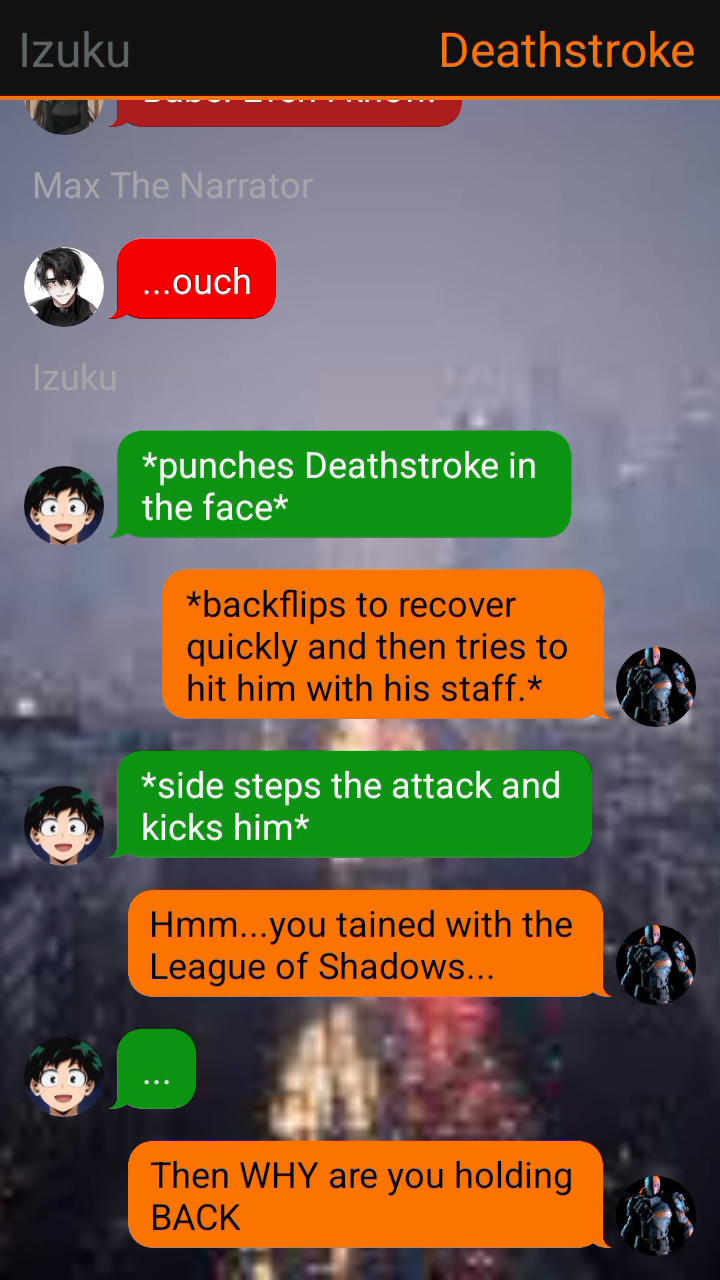 Izuku
Deathstroke
Max The Narrator
...ouch
Izuku
*punches Deathstroke in
the face*
*backflips to recover
quickly and then tries to
hit him with his staff.*
*side steps the attack and
kicks him*
Hmm...you tained with the
League of Shadows...
...
Then WHY are you holding
BACK